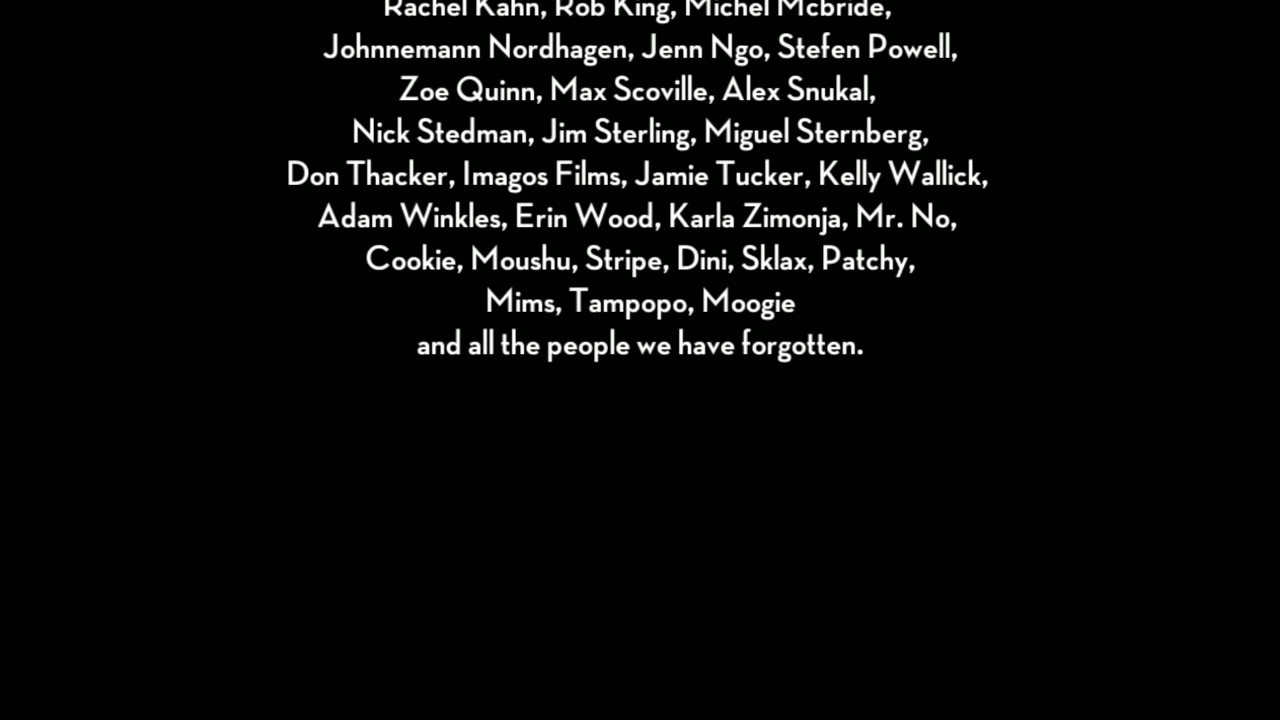 Rachel Kahn, Rob King, Michel Mcbride,
Johnnemann Nordhagen, Jenn Ngo, Stefen Powell,
Zoe Quinn, Max Scoville, Alex Snukal,
Nick Stedman, Jim Sterling, Miguel Sternberg,
Don Thacker, Imagos Films, Jamie Tucker, Kelly Wallick,
Adam Winkles, Erin Wood, Karla Zimonja, Mr. No,
Cookie, Moushu, Stripe, Dini, Sklax, Patchy,
Mims, Tampopo, Moogie
and all the people we have forgotten.